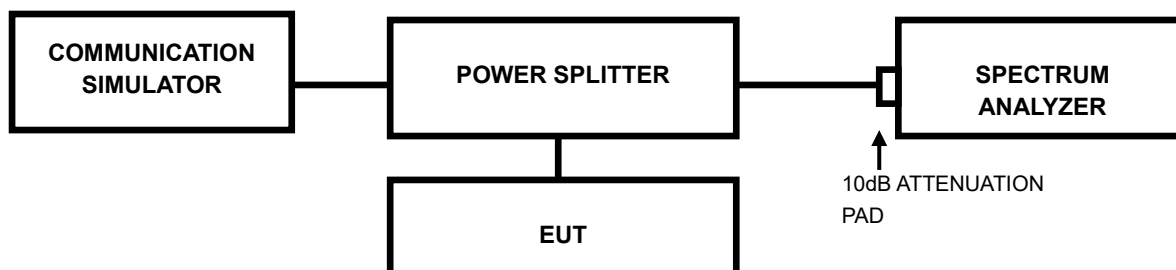 COMMUNICATION
SIMULATOR
POWER SPLITTER
SPECTRUM
ANALYZER
10dB ATTENUATION
PAD
EUT